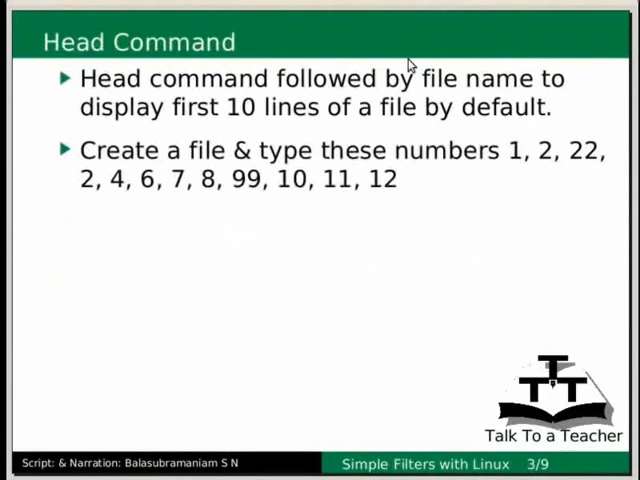 Head Command
Head command followed by file name to
display first 10 lines of a file by default.
Create a file & type these numbers 1, 2, 22,
2, 4, 6, 7, 8, 99, 10, 11, 12
T
T T
Talk To a Teacher
Script: & Narration: Balasubramaniam S N
Simple Filters with Linux 3/9